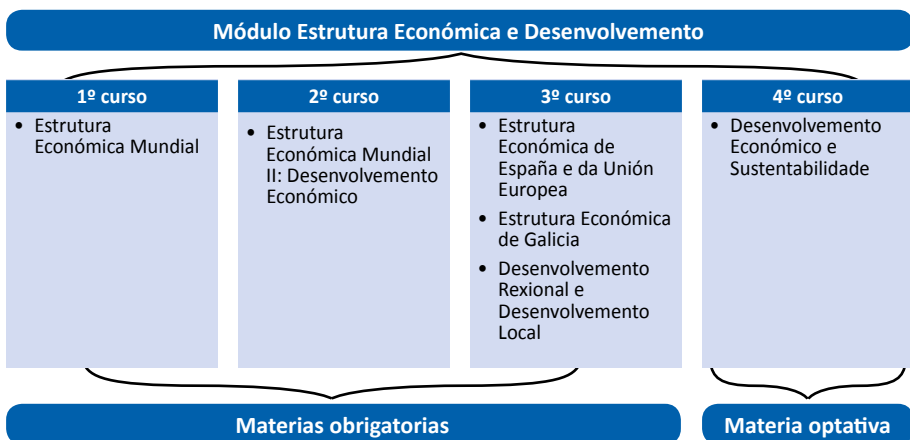 Módulo Estrutura Económica e Desenvolvemento
1º curso
• Estrutura
Económica Mundial
2º curso
• Estrutura
Económica Mundial
II: Desenvolvemento
Económico
3º curso
• Estrutura
Económica de
España e da Unión
Europea
• Estrutura Económica
de Galicia
• Desenvolvemento
Rexional e
Desenvolvemento
Local
4º curso
• Desenvolvemento
Económico e
Sustentabilidade
Materias obrigatorias
Materia optativa